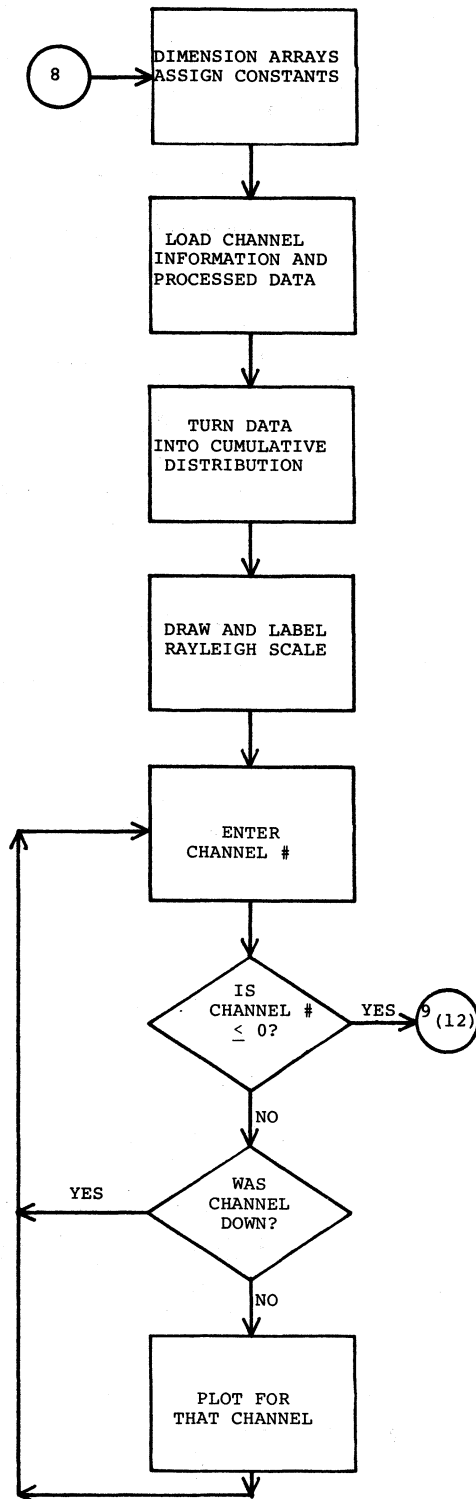 8
DIMENSION ARRAYS
ASSIGN CONSTANTS
LOAD CHANNEL
INFORMATION AND
PROCESSED DATA
TURN DATA
INTO CUMULATIVE
DISTRIBUTION
DRAW AND LABEL
RAYLEIGH SCALE
ENTER
CHANNEL #
IS
CHANNEL #
≤ 0?
YES
9 (12)
NO
WAS
CHANNEL
DOWN?
YES
NO
PLOT FOR
THAT CHANNEL